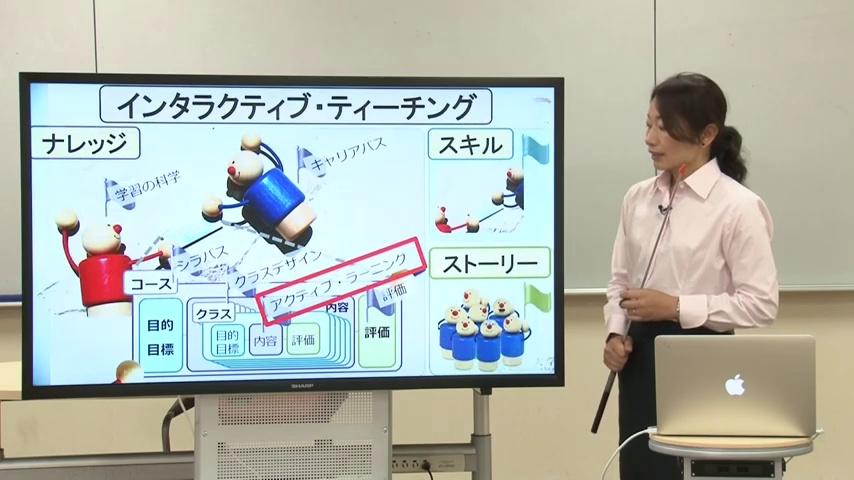 インタラクティブ・ティーチング
ナレッジ
スキル
キャリアパス
学習の科学
シラバス
クラスデザイン
アクティブ・ラーニング
評価
ストーリー
コース
目的
目標
クラス
目的
目標
内容
評価
内容
評価
SHARP